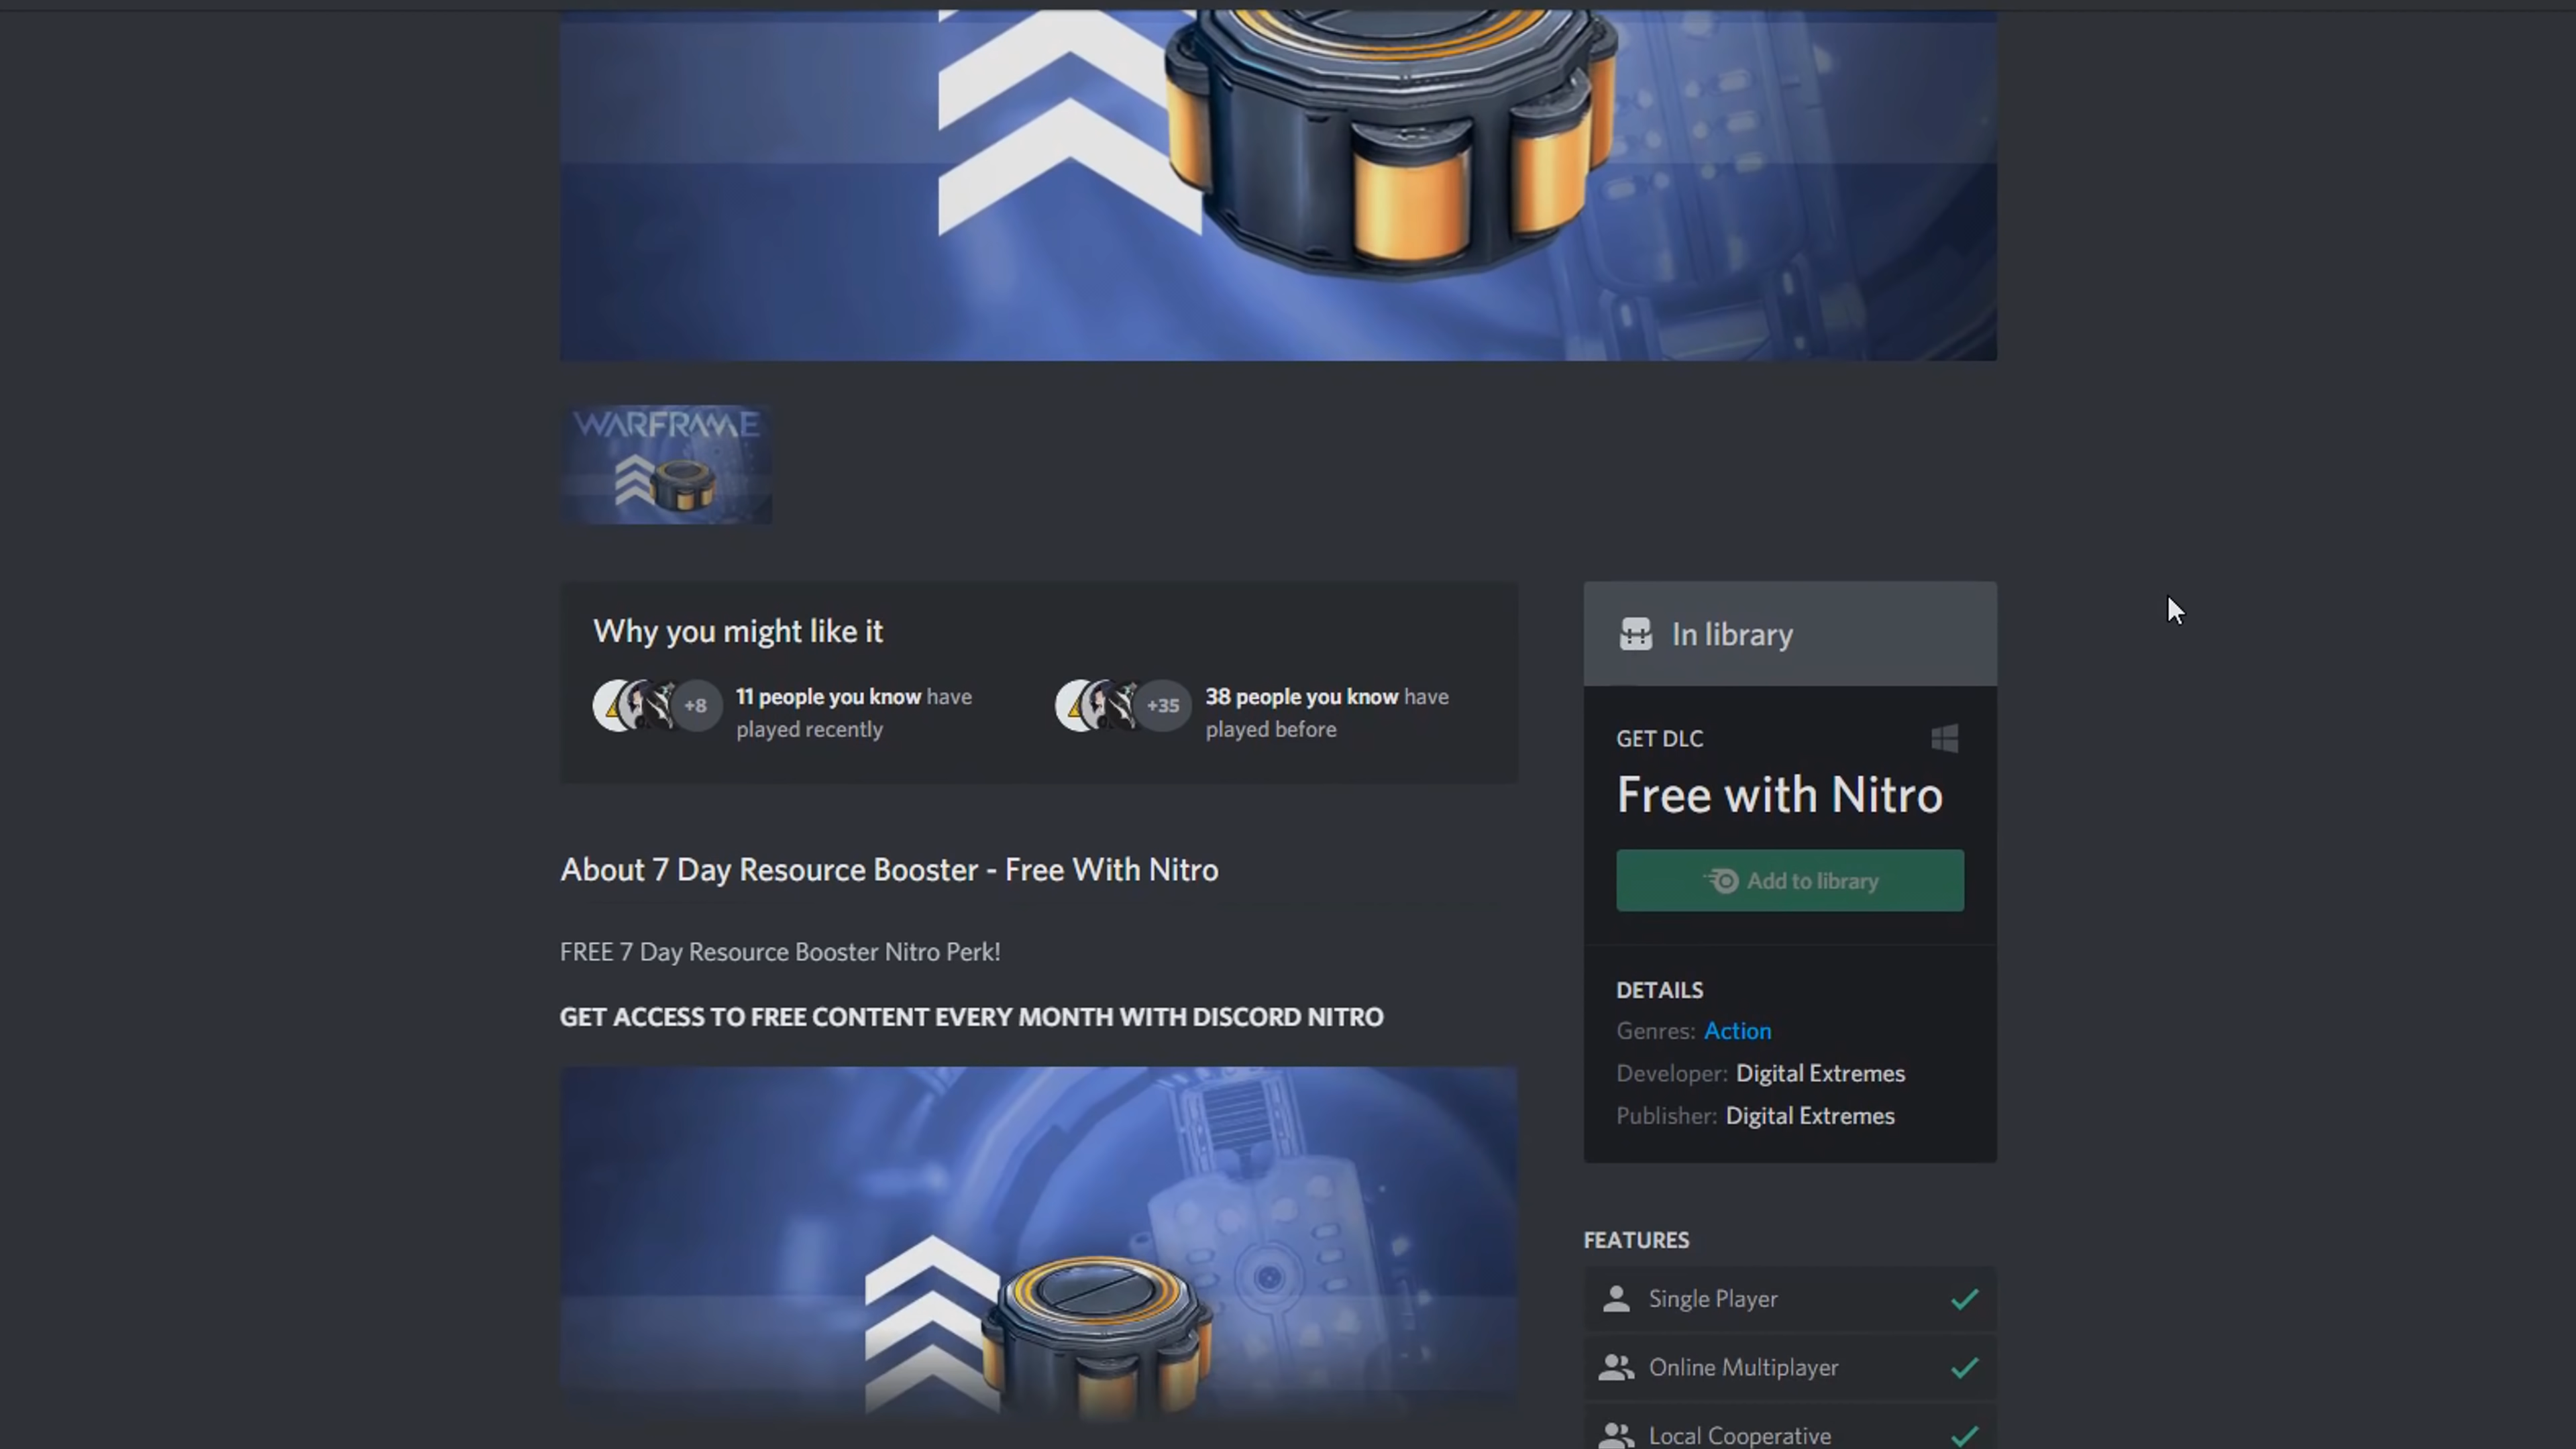 WARFRAME
Why you might like it
+8
11 people you know have
played recently
+35
38 people you know have
played before
In library
GET DLC
Free with Nitro
Add to library
About 7 Day Resource Booster - Free With Nitro
FREE 7 Day Resource Booster Nitro Perk!
GET ACCESS TO FREE CONTENT EVERY MONTH WITH DISCORD NITRO
DETAILS
Genres: Action
Developer: Digital Extremes
Publisher: Digital Extremes
FEATURES
Single Player
Online Multiplayer
Local Cooperative